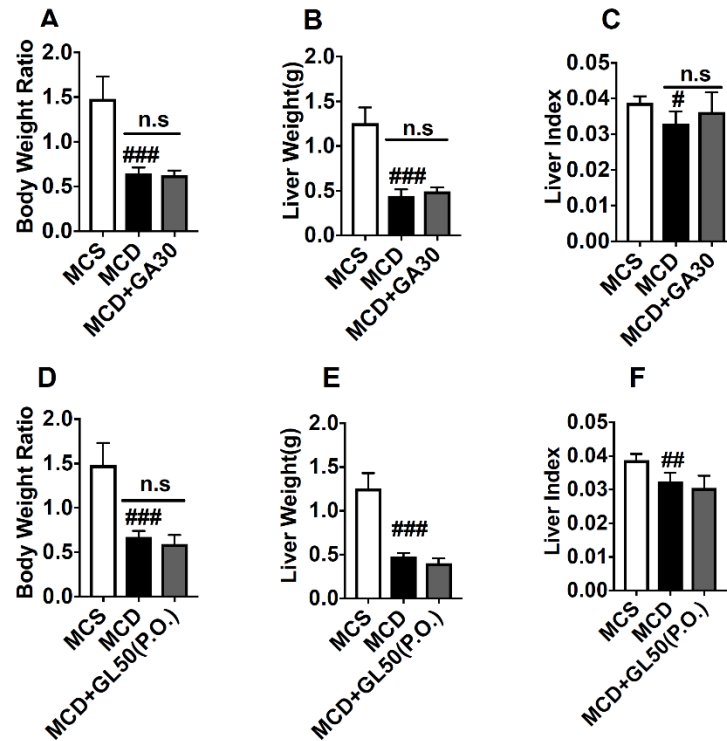 A
Body Weight Ratio
2.0
1.5
1.0
0.5
0.0
n.s
###
MCS
MCD
MCD+GA30
B
Liver Weight(g)
2.0
1.5
1.0
0.5
0.0
n.s
###
MCS
MCD
MCD+GA30
C
Liver Index
0.05
0.04
0.03
0.02
0.01
0.00
n.s
#
MCS
MCD
MCD+GA30
D
Body Weight Ratio
2.0
1.5
1.0
0.5
0.0
n.s
###
MCS
MCD
MCD+GL50(P.O.)
E
Liver Weight(g)
2.0
1.5
1.0
0.5
0.0
###
MCS
MCD
MCD+GL50(P.O.)
F
Liver Index
0.05
0.04
0.03
0.02
0.01
0.00
##
MCS
MCD
MCD+GL50(P.O.)